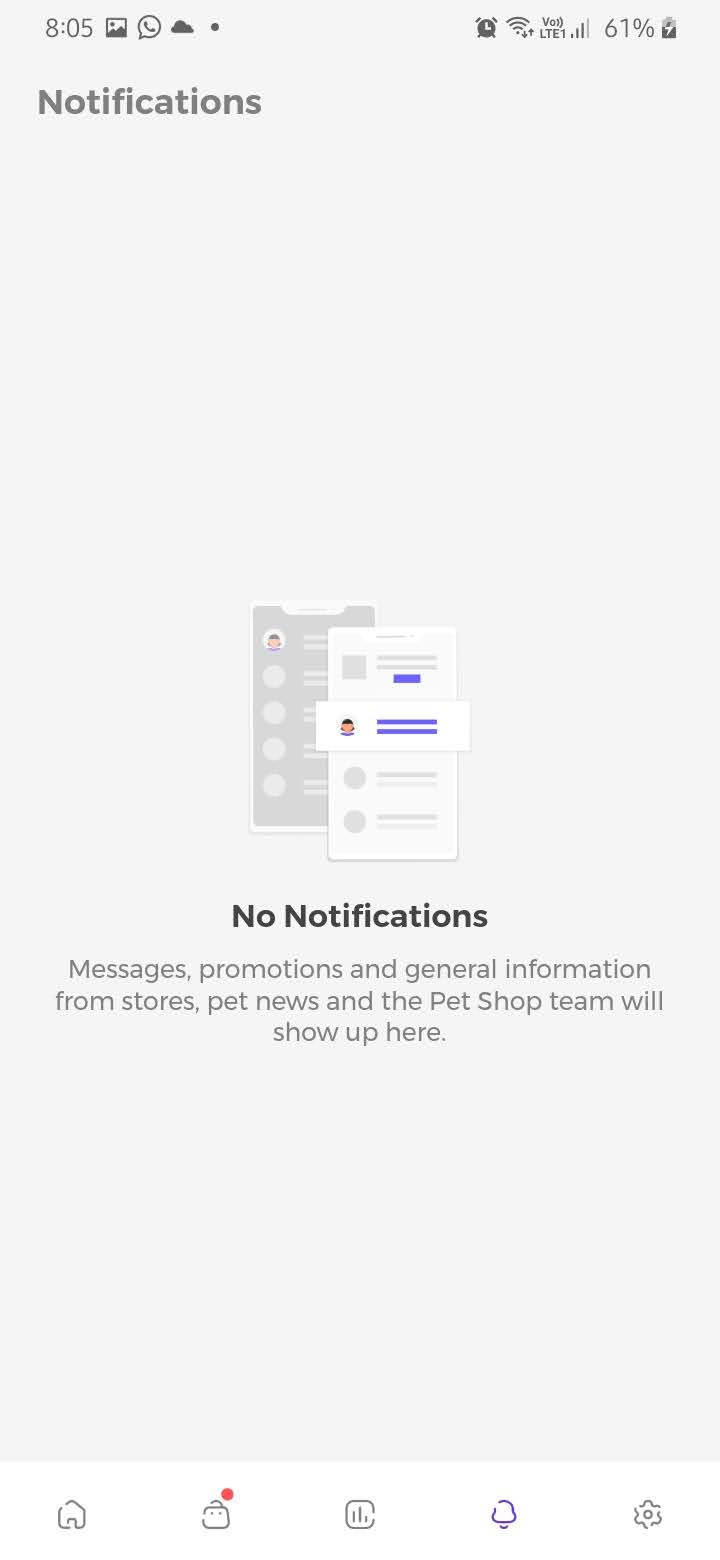 8:05 Vo)) LTE1 61%
Notifications
No Notifications
Messages, promotions and general information
from stores, pet news and the Pet Shop team will
show up here.